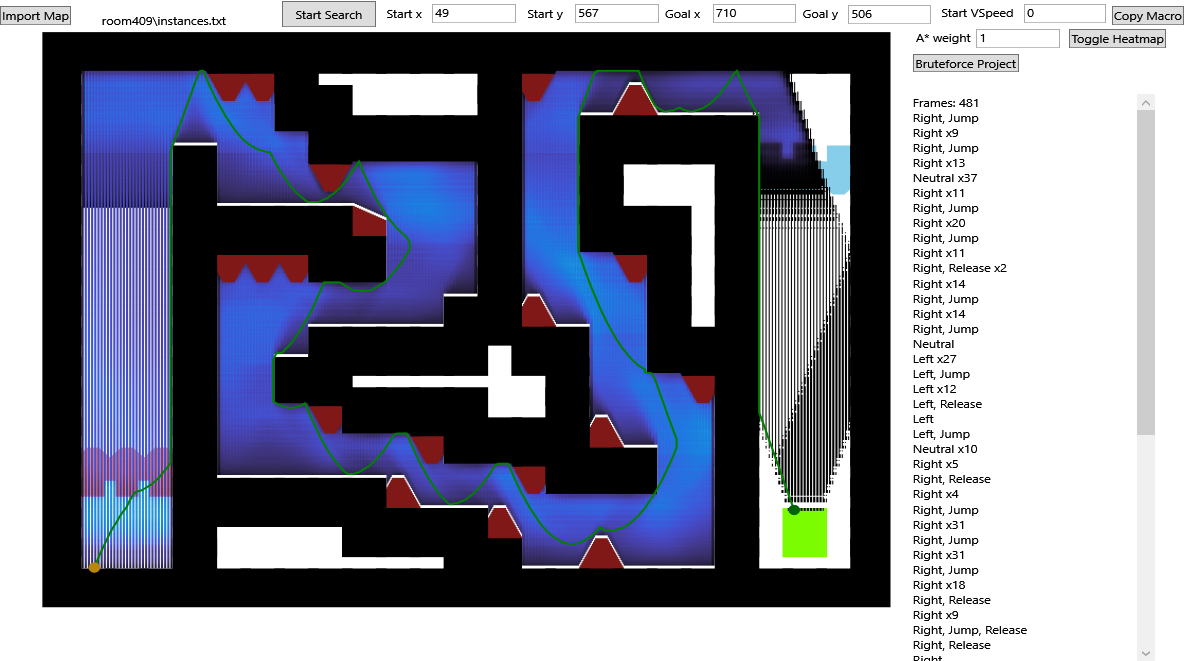 Import Map
room409\instances.txt
Start Search
Start x 49
Start y 567
Goal x 710
Goal y 506
Start VSpeed 0
Copy Macro
A* weight 1
Toggle Heatmap
Bruteforce Project
Frames: 481
Right, Jump
Right x9
Right, Jump
Right x13
Neutral x37
Right x11
Right, Jump
Right x20
Right, Jump
Right x11
Right, Release x2
Right x14
Right, Jump
Right x14
Right, Jump
Neutral
Left x27
Left, Jump
Left x12
Left, Release
Left
Left, Jump
Neutral x10
Right x5
Right, Release
Right x4
Right, Jump
Right x31
Right, Jump
Right x31
Right, Jump
Right x18
Right, Release
Right x9
Right, Jump, Release
Right, Release
Right